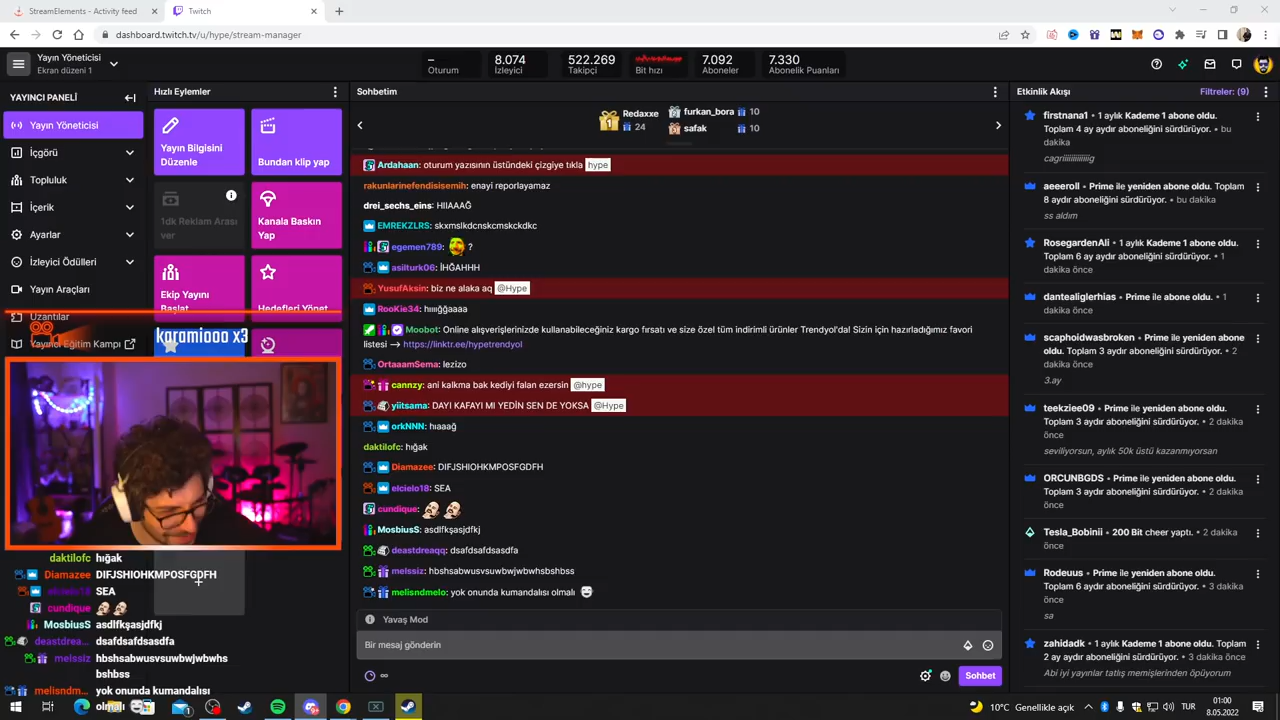 StreamElements - Activity feed
Twitch
dashboard.twitch.tv/u/hype/stream-manager
Yayın Yöneticisi
Ekran düzeni 1
–
Oturum
8.074
İzleyici
522.269
Takipçi
Bit hızı
7.092
Aboneler
7.330
Abonelik Puanları
YAYINCI PANELİ
Yayın Yöneticisi
İçgörü
Topluluk
İçerik
Ayarlar
İzleyici Ödülleri
Yayın Araçları
Uzantılar
Yayıncı Eğitim Kampı
Hızlı Eylemler
Yayın Bilgisini
Düzenle
Bundan klip yap
1dk Reklam Arası
ver
Kanala Baskın
Yap
Ekip Yayını
Başlat
Hedefleri Yönet
karamiooo x3
Sohbetim
1
Redaxxe
24
furkan_bora 10
safak 10
Ardahaan: oturum yazısının üstündeki çizgiye tıkla hype
rakunlarinefendisisemih: enayi reporlayamaz
drei_sechs_eins: HIIAAAĞ
EMREKZLRS: skxmslkdcnskcmskckdkc
egemen789: ?
asilturk06: İHĞAHHH
YusufAksin: biz ne alaka aq @Hype
RooKie34: hıııığğaaaa
Moobot: Online alışverişlerinizde kullanabileceğiniz kargo fırsatı ve size özel tüm indirimli ürünler Trendyol'da! Sizin için hazırladığımız favori
listesi —> https://linktr.ee/hypetrendyol
OrtaaamSema: lezizo
cannzy: ani kalkma bak kediyi falan ezersin @hype
yiitsama: DAYI KAFAYI MI YEDİN SEN DE YOKSA @Hype
orkNNN: hıaaağ
daktilofc: hığak
Diamazee: DIFJSHIOHKMPOSFGDFH
elcielo18: SEA
cundique:
MosbiusS: asdlfkşasjdfkj
deastdreaqq: dsafdsafdsasdfa
melssiz: hbshsabwusvsuwbwjwbwhsbshbss
melisndmelo: yok onunda kumandalısı olmalı
Yavaş Mod
Bir mesaj gönderin
∞
Sohbet
daktilofc hığak
Diamazee DIFJSHIOHKMPOSFGDFH
elcielo18 SEA
cundique
MosbiusS asdlfkşasjdfkj
deastdrea... dsafdsafdsasdfa
melssiz hbshsabwusvsuwbwjwbwhs
bshbss
melisndm... yok onunda kumandalısı
olmalı
Etkinlik Akışı
Filtreler: (9)
firstnana1 • 1 aylık Kademe 1 abone oldu.
Toplam 4 ay aydır aboneliğini sürdürüyor. • bu
dakika
cagriiiiiiiiiiiiig
aeeeroll • Prime ile yeniden abone oldu. Toplam
8 aydır aboneliğini sürdürüyor. • bu dakika
ss aldım
RosegardenAli • 1 aylık Kademe 1 abone oldu.
Toplam 6 ay aydır aboneliğini sürdürüyor. • 1
dakika önce
dantealiglerhias • Prime ile abone oldu. • 1
dakika önce
scaphoidwasbroken • Prime ile yeniden abone
oldu. Toplam 3 aydır aboneliğini sürdürüyor. • 2
dakika önce
3.ay
teekziee09 • Prime ile yeniden abone oldu.
Toplam 3 aydır aboneliğini sürdürüyor. • 2 dakika
önce
seviliyorsun, aylık 50k üstü kazanmıyorsan
ORCUNBGDS • Prime ile yeniden abone oldu.
Toplam 3 aydır aboneliğini sürdürüyor. • 2 dakika
önce
Tesla_Bobinii • 200 Bit cheer yaptı. • 2 dakika
önce
Rodeuus • Prime ile yeniden abone oldu.
Toplam 6 aydır aboneliğini sürdürüyor. • 3 dakika
önce
sa
zahidadk • 1 aylık Kademe 1 abone oldu. Toplam
2 ay aydır aboneliğini sürdürüyor. • 3 dakika önce
Abi iyi yayınlar tatlış memişlerinden öpüyorum
10°C Genellikle açık
TUR
01:00
8.05.2022